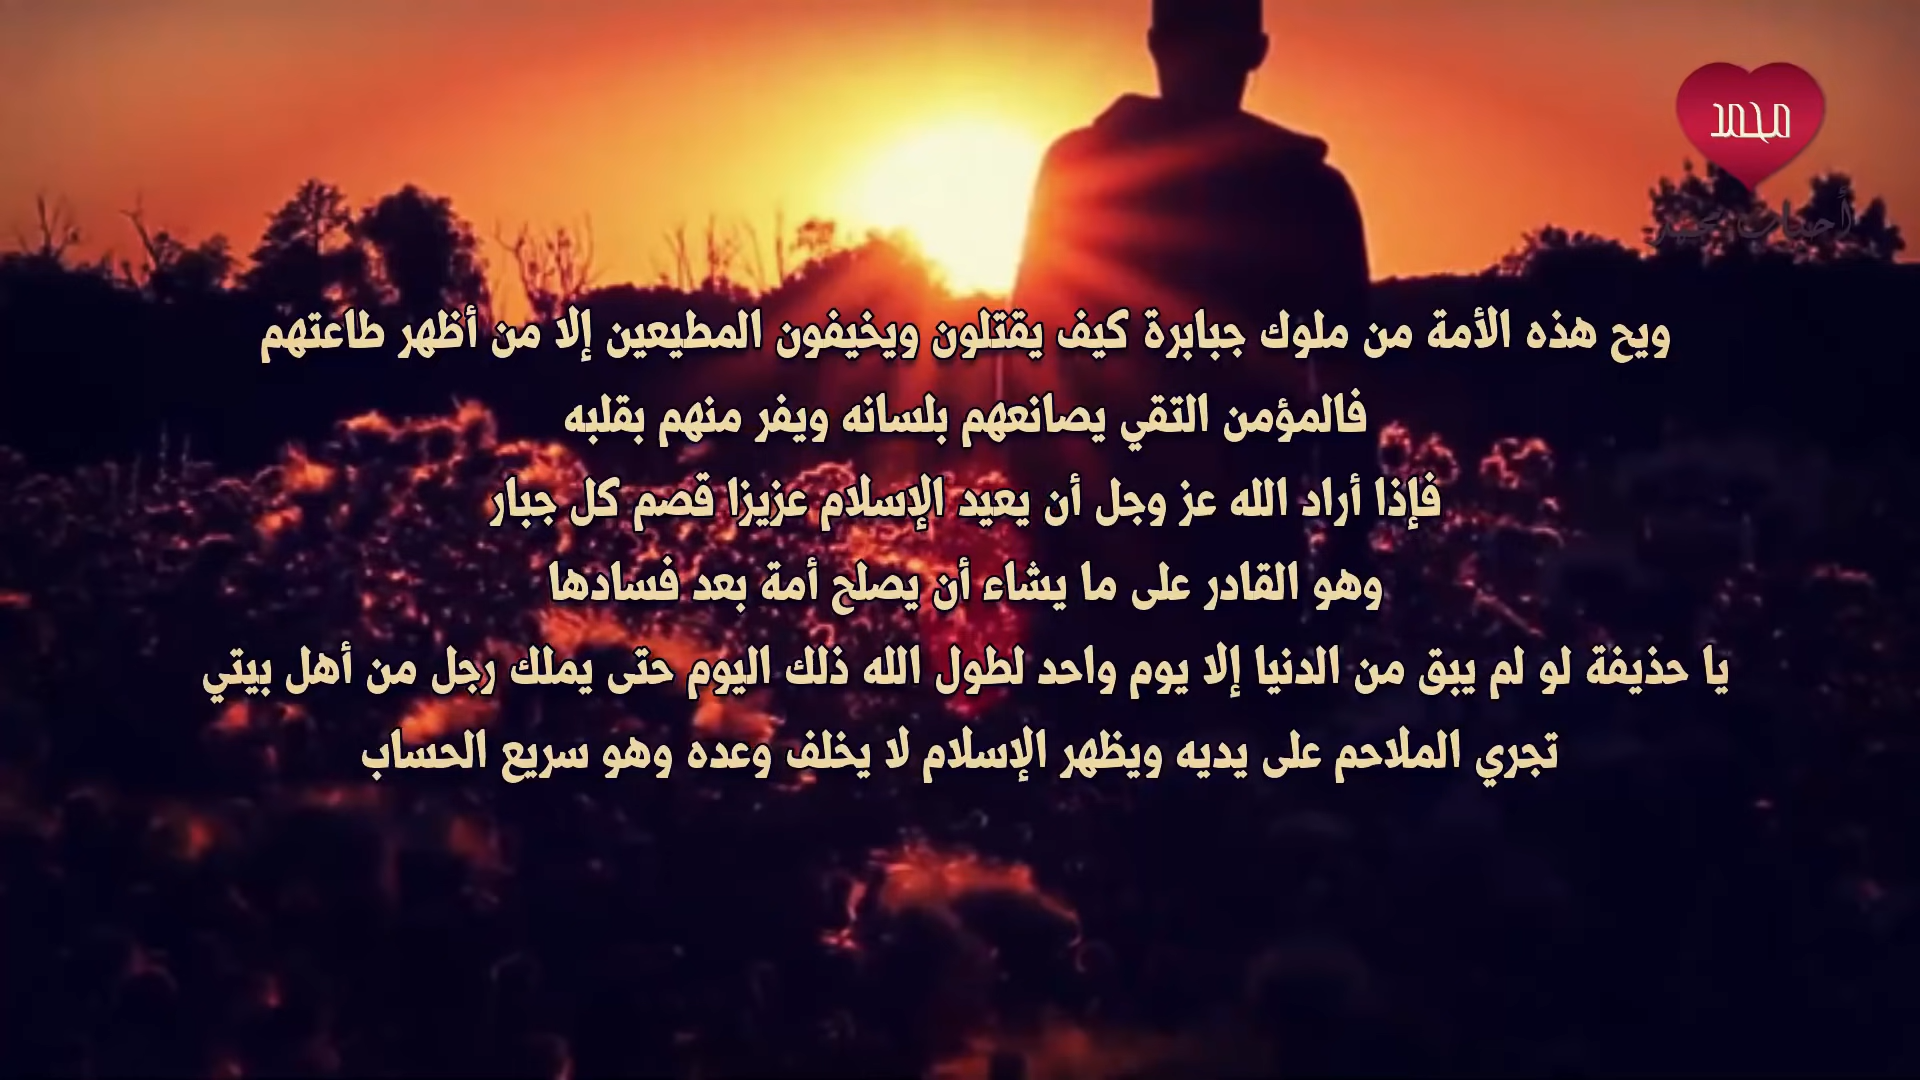 محمد
أحباب محمد
ويح هذه الأمة من ملوك جبابرة كيف يقتلون ويخيفون المطيعين إلا من أظهر طاعتهم
فالمؤمن التقي يصانعهم بلسانه ويفر منهم بقلبه
فإذا أراد الله عز وجل أن يعيد الإسلام عزيزا قصم كل جبار
وهو القادر على ما يشاء أن يصلح أمة بعد فسادها
يا حذيفة لو لم يبق من الدنيا إلا يوم واحد لطول الله ذلك اليوم حتى يملك رجل من أهل بيتي
تجري الملاحم على يديه ويظهر الإسلام لا يخلف وعده وهو سريع الحساب